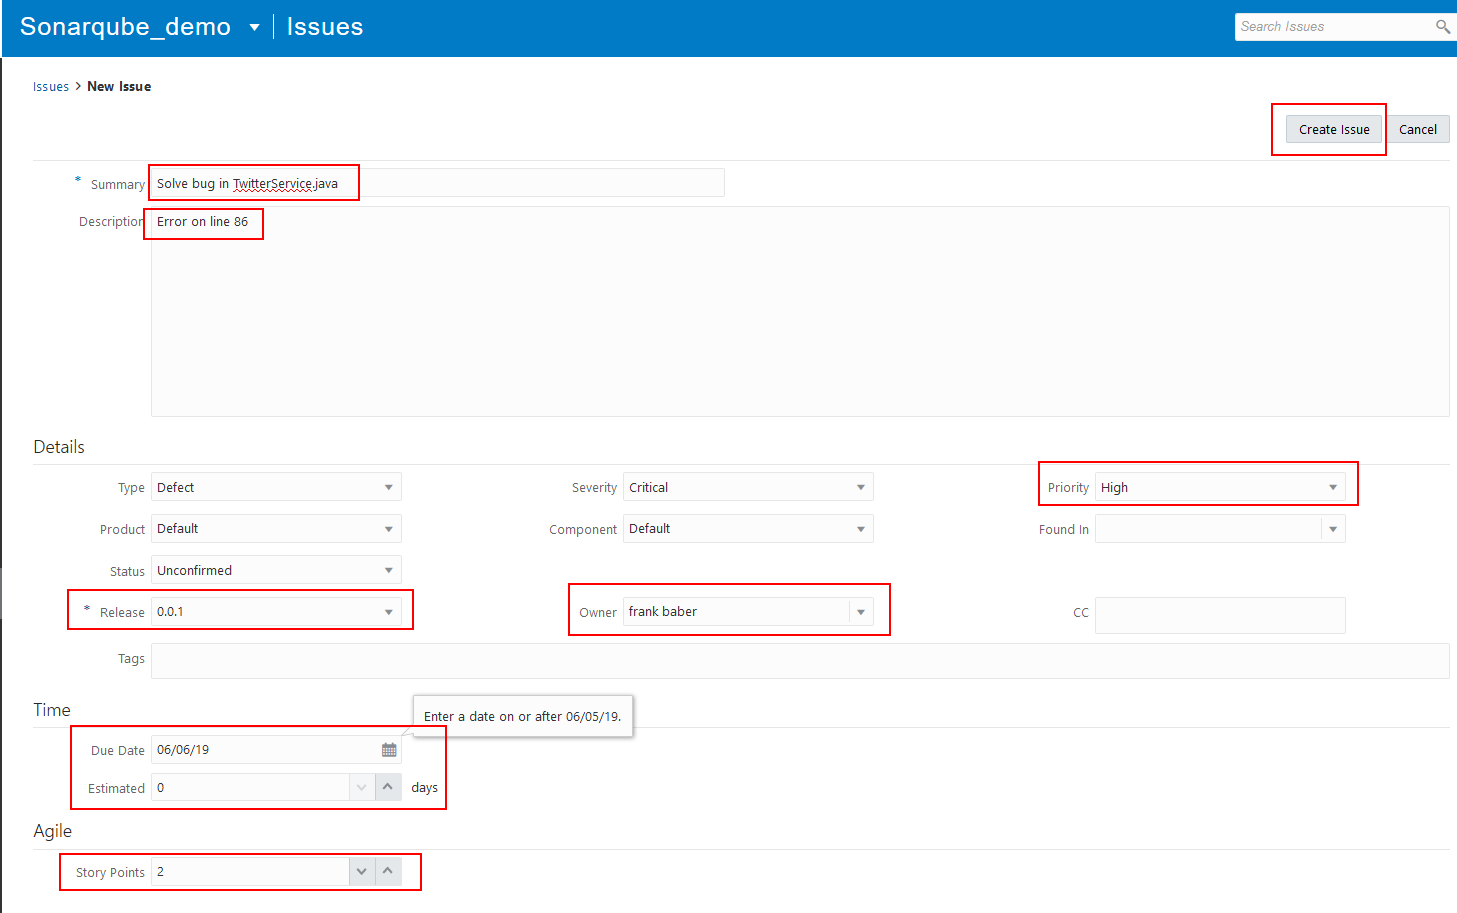 Sonarqube_demo Issues
Search Issues
Issues > New Issue
Create Issue Cancel
* Summary Solve bug in TwitterService.java
Description Error on line 86
Details
Type Defect Severity Critical Priority High
Product Default Component Default Found In
Status Unconfirmed
* Release 0.0.1 Owner frank baber CC
Tags
Time
Enter a date on or after 06/05/19.
Due Date 06/06/19
Estimated 0 days
Agile
Story Points 2